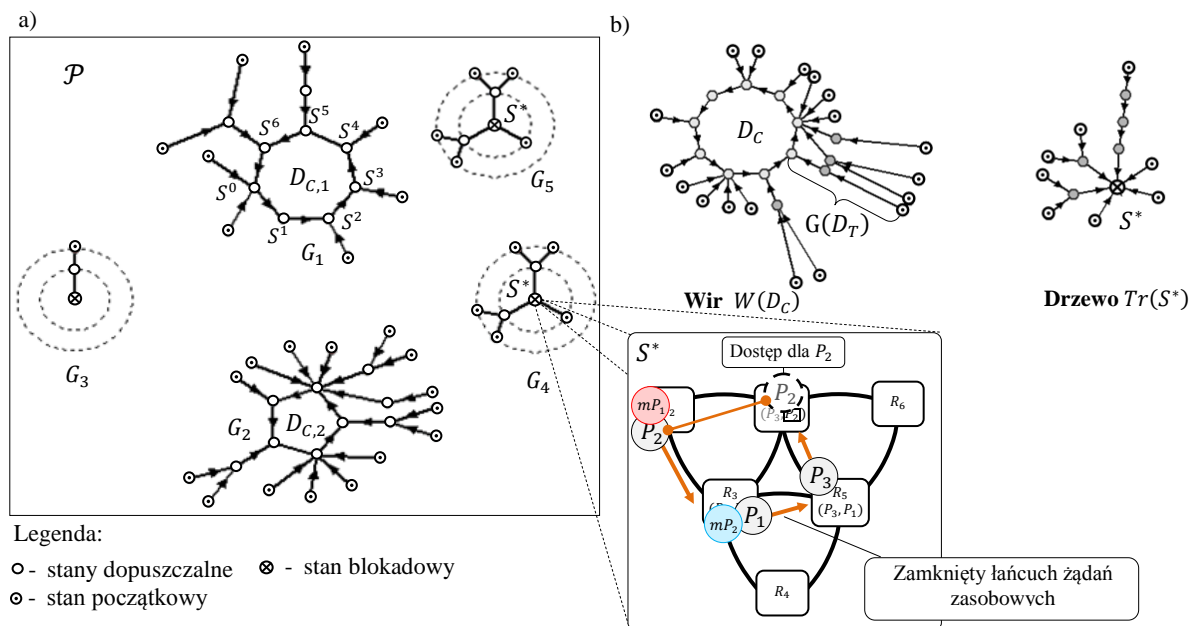 a)
𝒫
S⁶
S⁵
S⁴
S³
S²
S¹
S⁰
D_{C,1}
G₁
S*
G₅
G₃
S*
G₄
G₂
D_{C,2}
Legenda:
- stany dopuszczalne
- stan blokadowy
- stan początkowy
b)
D_C
G(D_T)
Wir W(D_C)
S*
Drzewo Tr(S*)
S*
Dostęp dla P₂
mP₁
P₂
P₂
R₆
R₃
P₁
mP₂
P₃
R₅
(P₃, P₁)
R₄
Zamknięty łańcuch żądań
zasobowych